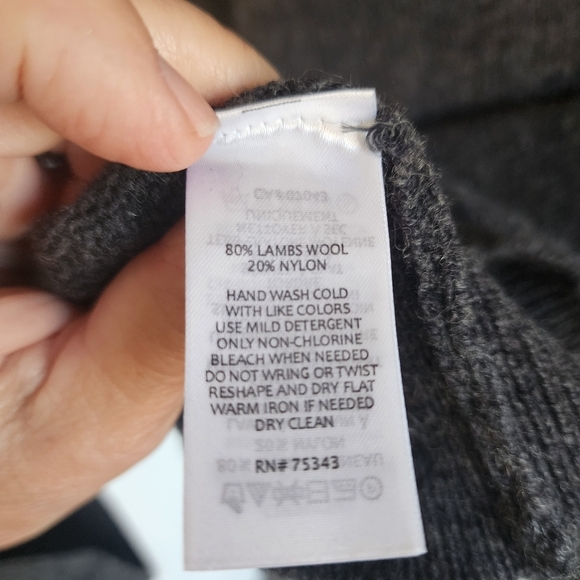 80% LAMBS WOOL
20% NYLON
HAND WASH COLD
WITH LIKE COLORS
USE MILD DETERGENT
ONLY NON-CHLORINE
BLEACH WHEN NEEDED
DO NOT WRING OR TWIST
RESHAPE AND DRY FLAT
WARM IRON IF NEEDED
DRY CLEAN
RN# 75343